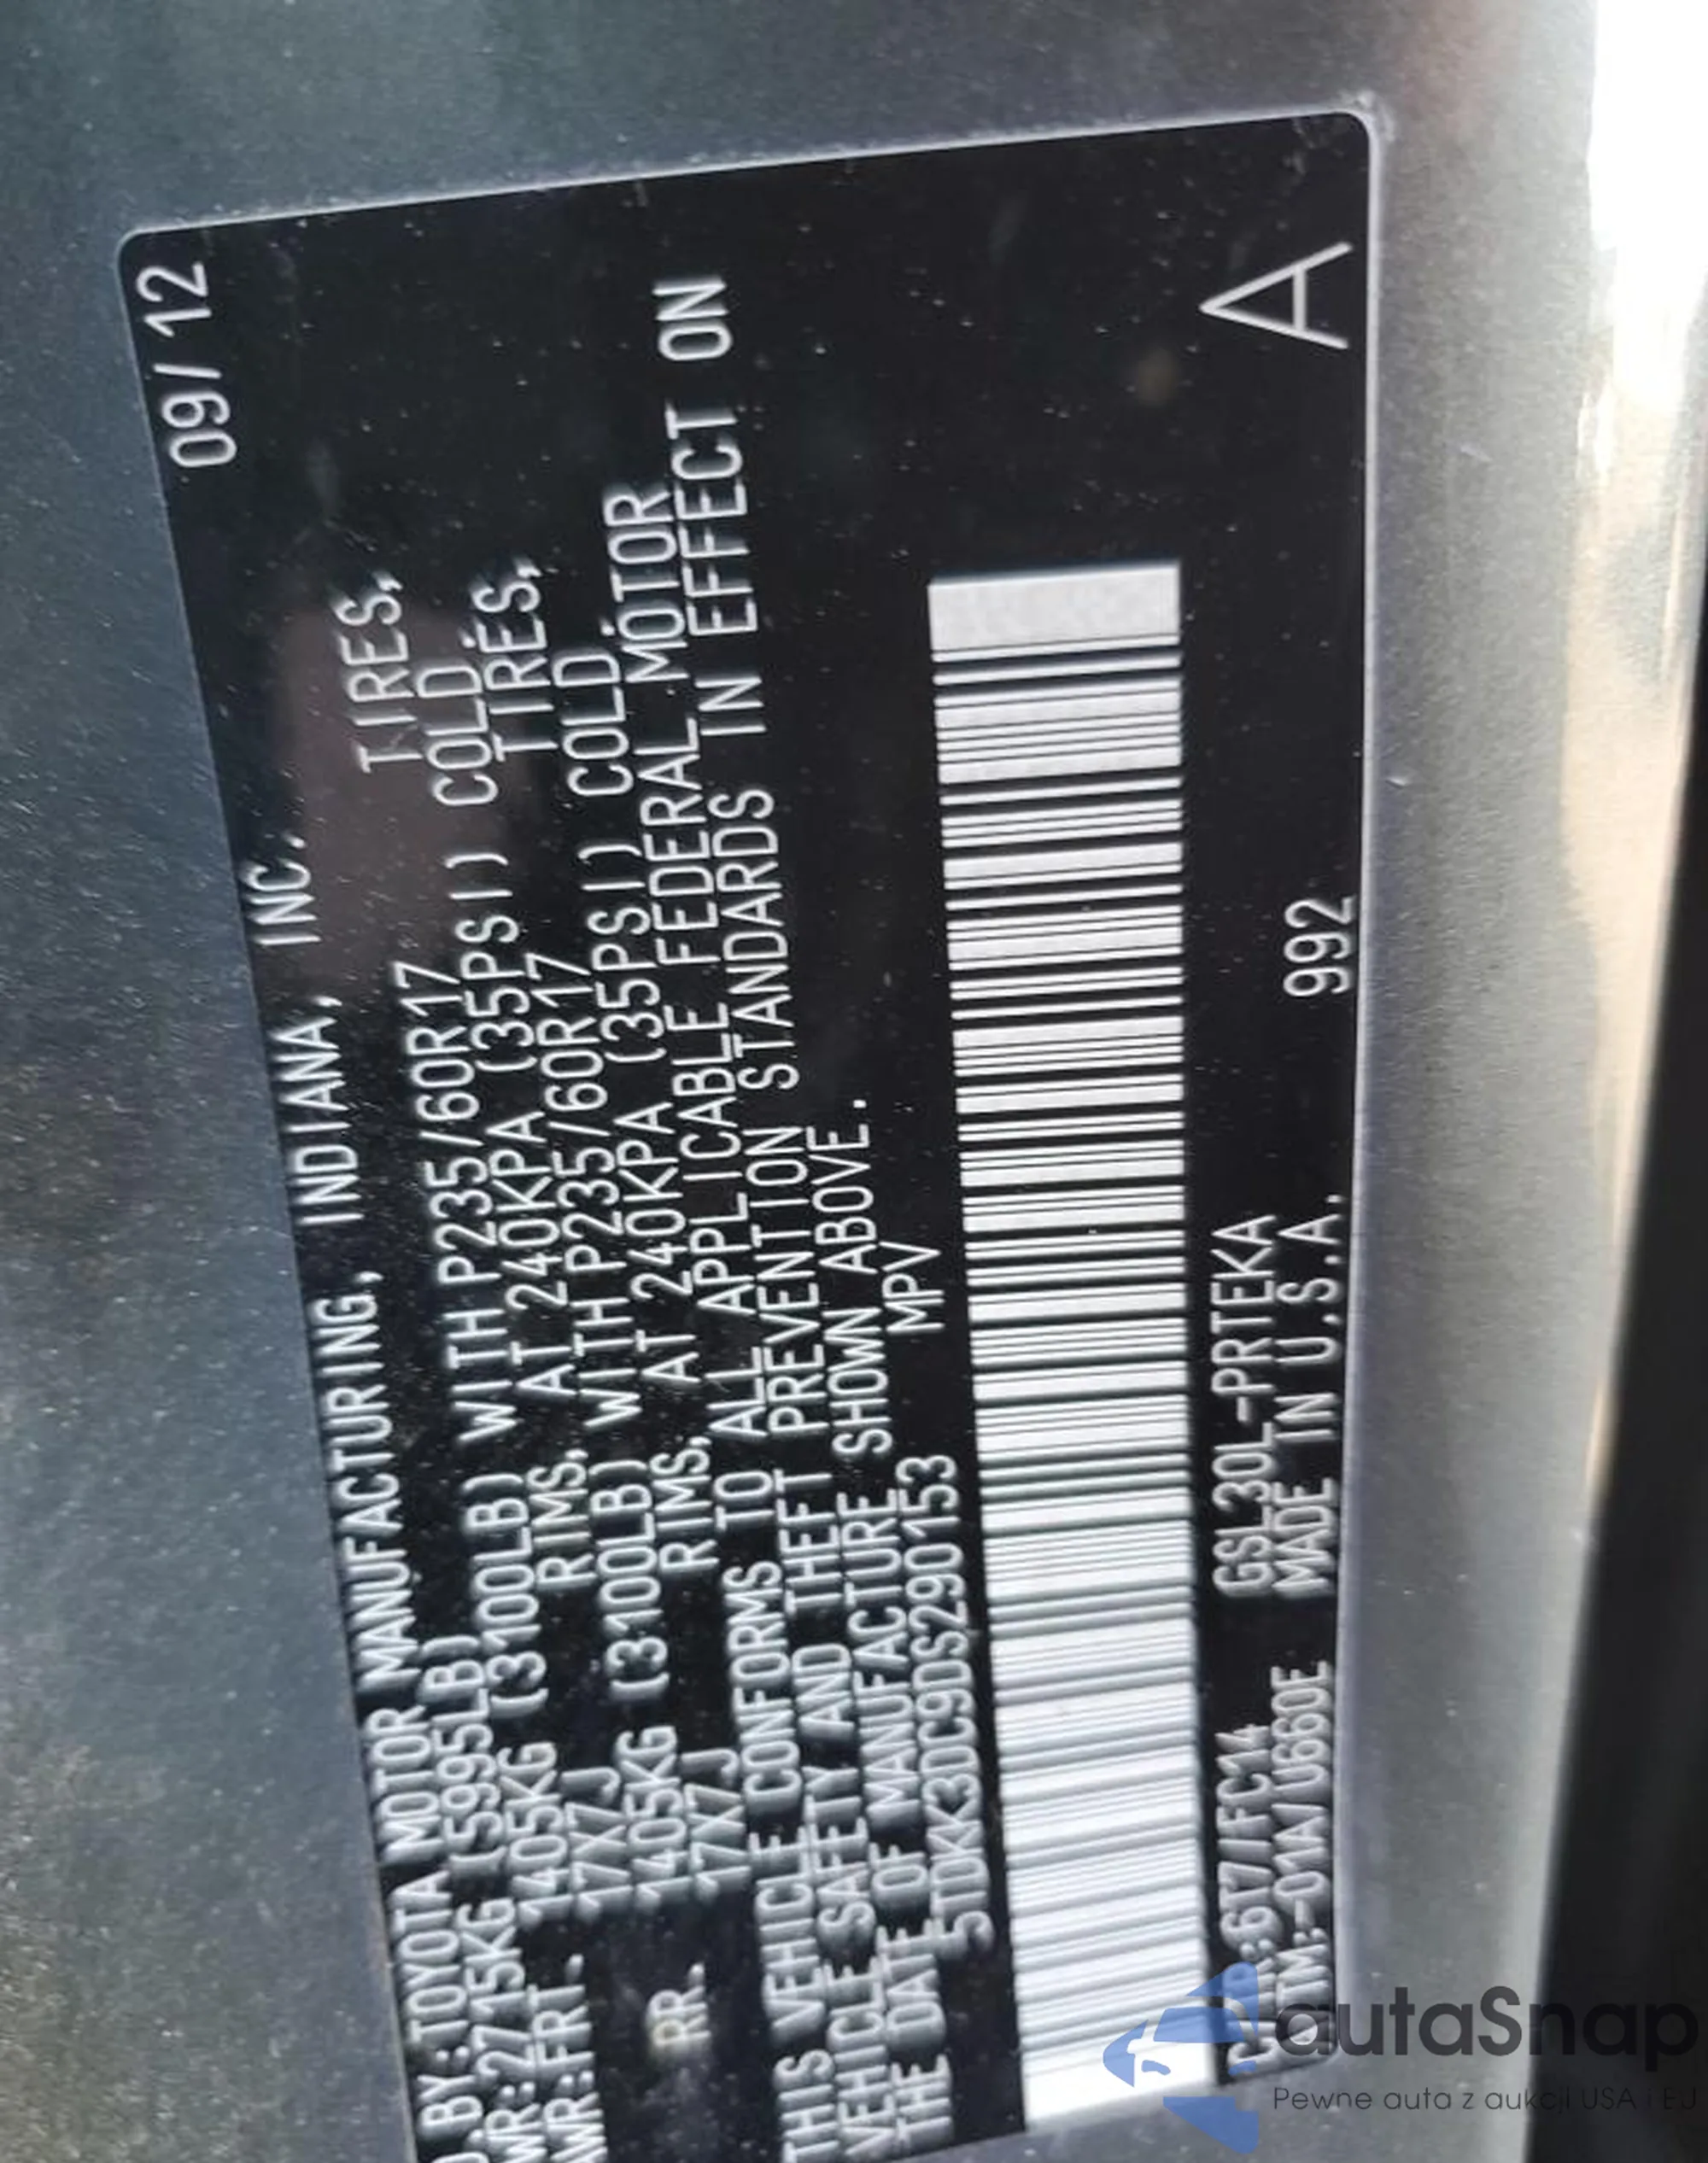 09/12
BY:TOYOTA MOTOR MANUFACTURING, INDIANA, INC.
WR:2715KG (5995LB)
WR:FRT. 1405KG (3100LB) WITH P235/60R17 TIRES,
17X7J RIMS, AT 240KPA (35PSI) COLD
RR. 1405KG (3100LB) WITH P235/60R17 TIRES,
17X7J RIMS, AT 240KPA (35PSI) COLD
THIS VEHICLE CONFORMS TO ALL APPLICABLE FEDERAL MOTOR
VEHICLE SAFETY AND THEFT PREVENTION STANDARDS IN EFFECT ON
THE DATE OF MANUFACTURE SHOWN ABOVE.
5TDKK3DC9DS290153 MPV
C/TR:6T7/FC14 GSL30L-PRTEKA
TM:-01A/U660E MADE IN U.S.A. 992 A
autaSnap
Pewne auta z aukcji USA i EU